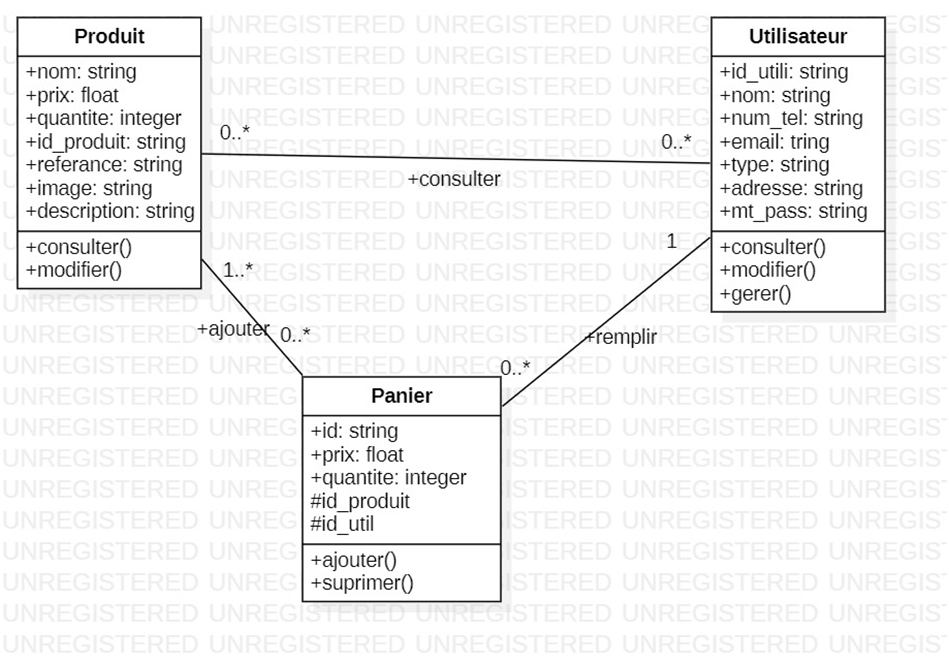 Produit
+nom: string
+prix: float
+quantite: integer
+id_produit: string
+referance: string
+image: string
+description: string
+consulter()
+modifier()
Utilisateur
+id_utili: string
+nom: string
+num_tel: string
+email: tring
+type: string
+adresse: string
+mt_pass: string
+consulter()
+modifier()
+gerer()
0..*
0..*
+consulter
1..*
+ajouter
0..*
1
+remplir
0..*
Panier
+id: string
+prix: float
+quantite: integer
#id_produit
#id_util
+ajouter()
+suprimer()
UNREGISTERED